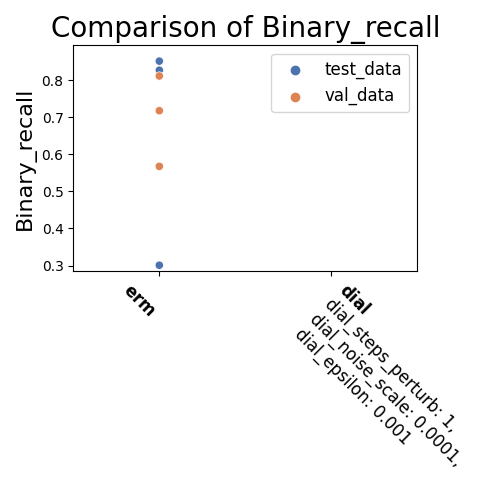 Comparison of Binary_recall
Binary_recall
0.8
0.7
0.6
0.5
0.4
0.3
test_data
val_data
erm
dial
dial_steps_perturb: 1,
dial_noise_scale: 0.0001,
dial_epsilon: 0.001